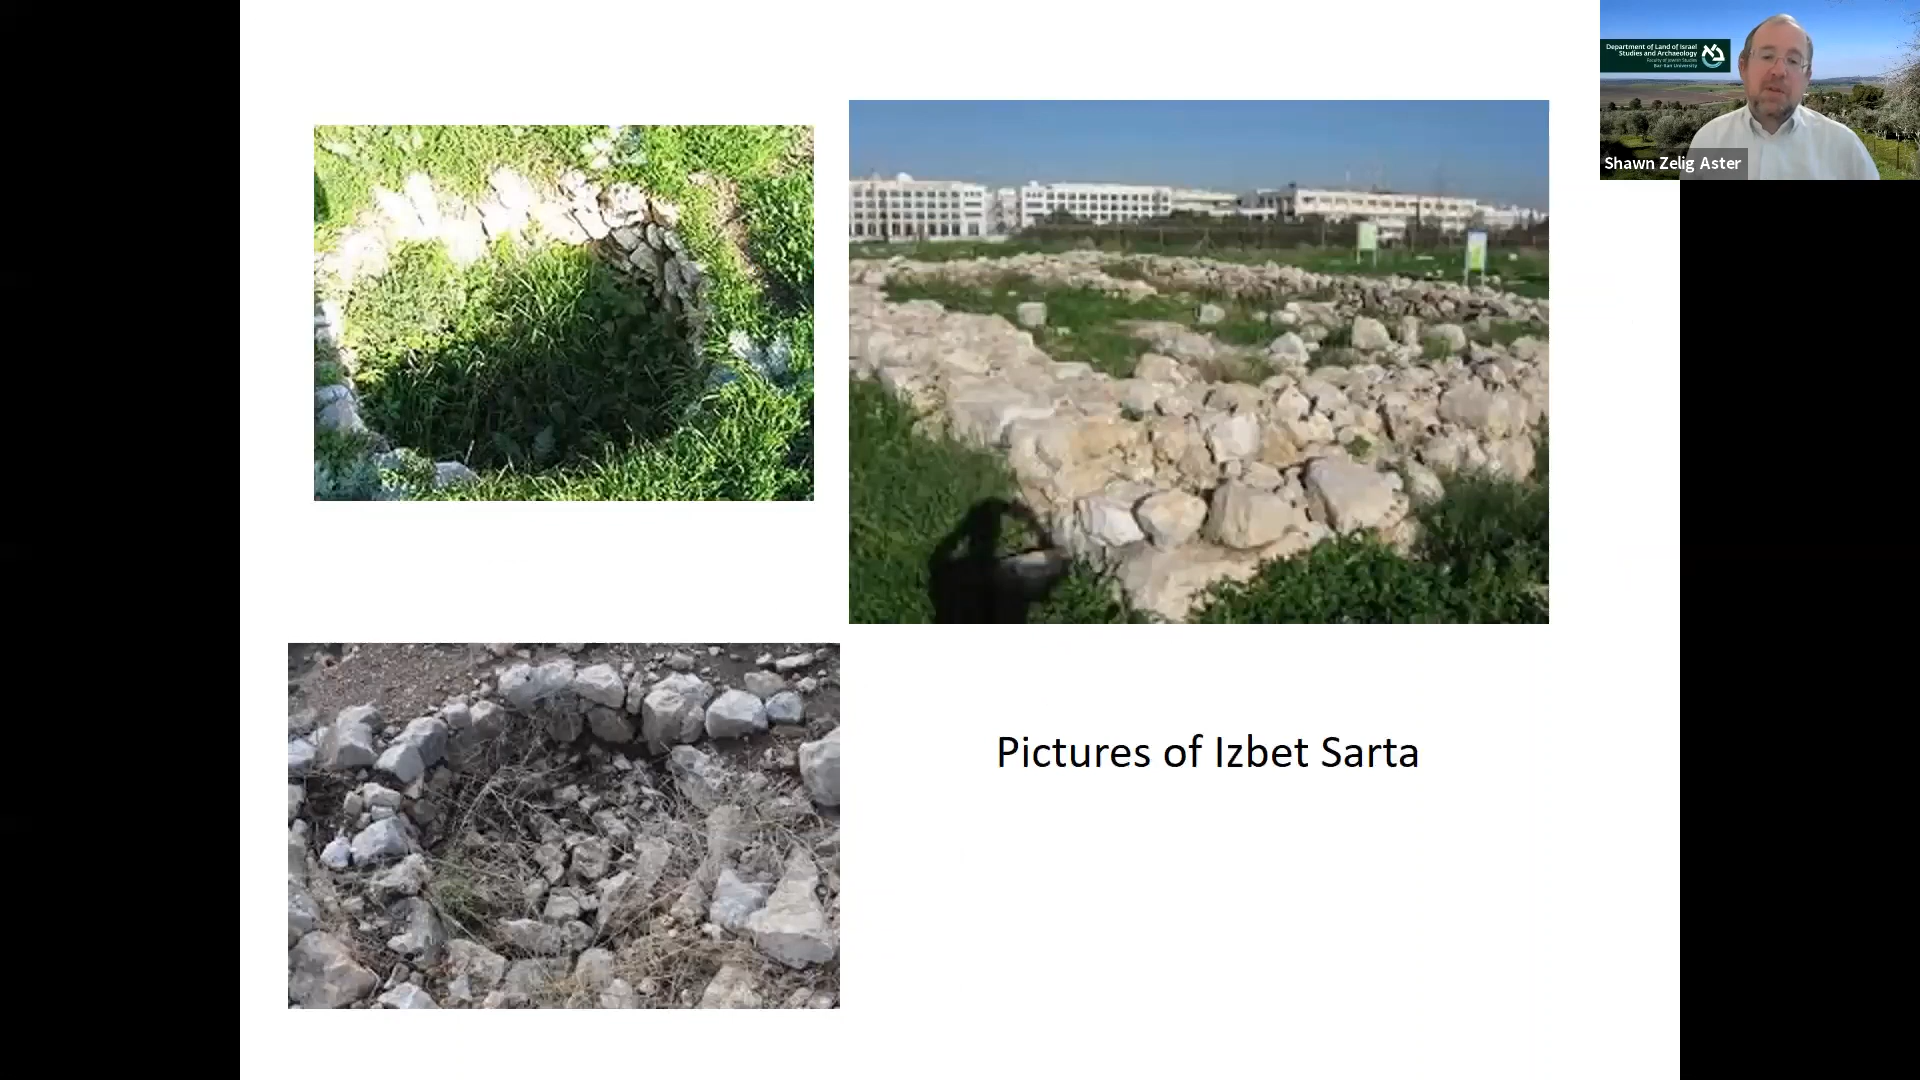 Department of Land of Israel
Studies and Archaeology
Faculty of Jewish Studies
Bar-Ilan University
Shawn Zelig Aster
Pictures of Izbet Sarta